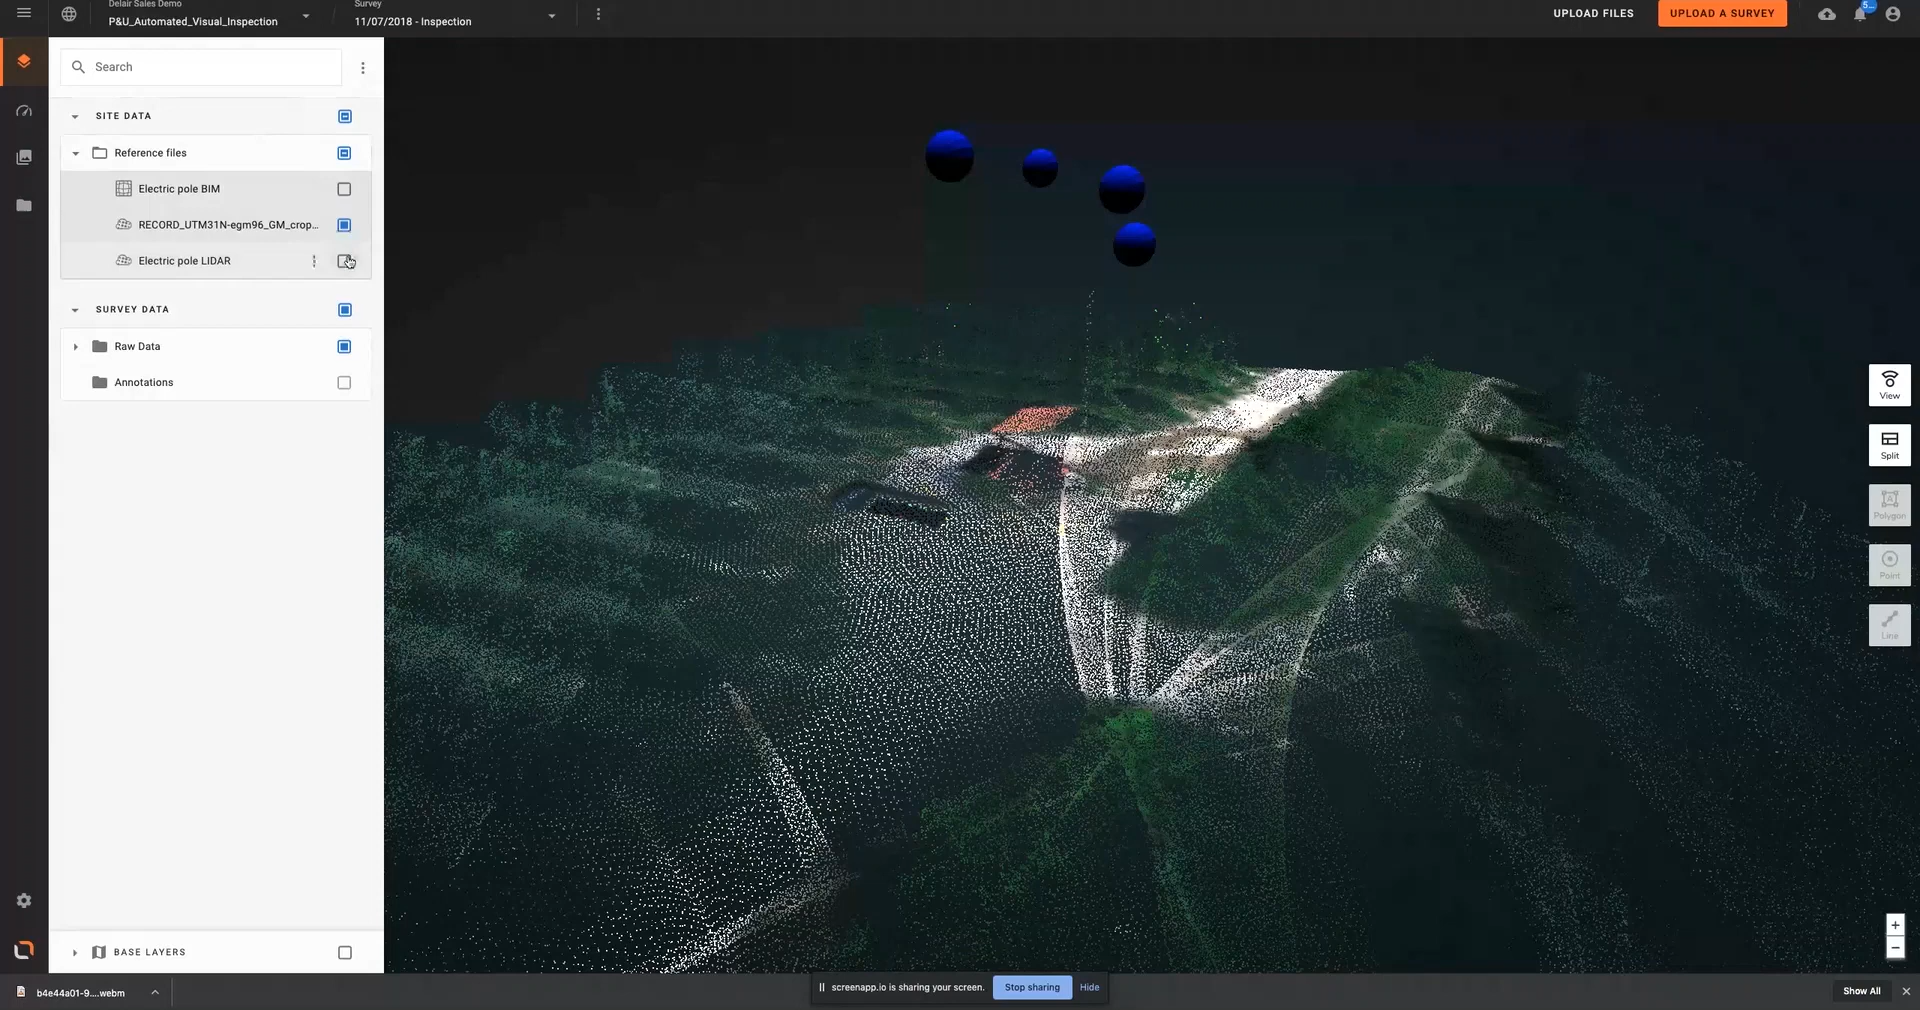 Delair Sales Demo
P&U_Automated_Visual_Inspection
Survey
11/07/2018 - Inspection
UPLOAD FILES
UPLOAD A SURVEY
5...
Search
SITE DATA
Reference files
Electric pole BIM
RECORD_UTM31N-egm96_GM_crop...
Electric pole LIDAR
SURVEY DATA
Raw Data
Annotations
View
Split
Polygon
Point
Line
+
−
BASE LAYERS
b4e44a01-9....webm
screenapp.io is sharing your screen.
Stop sharing
Hide
Show All